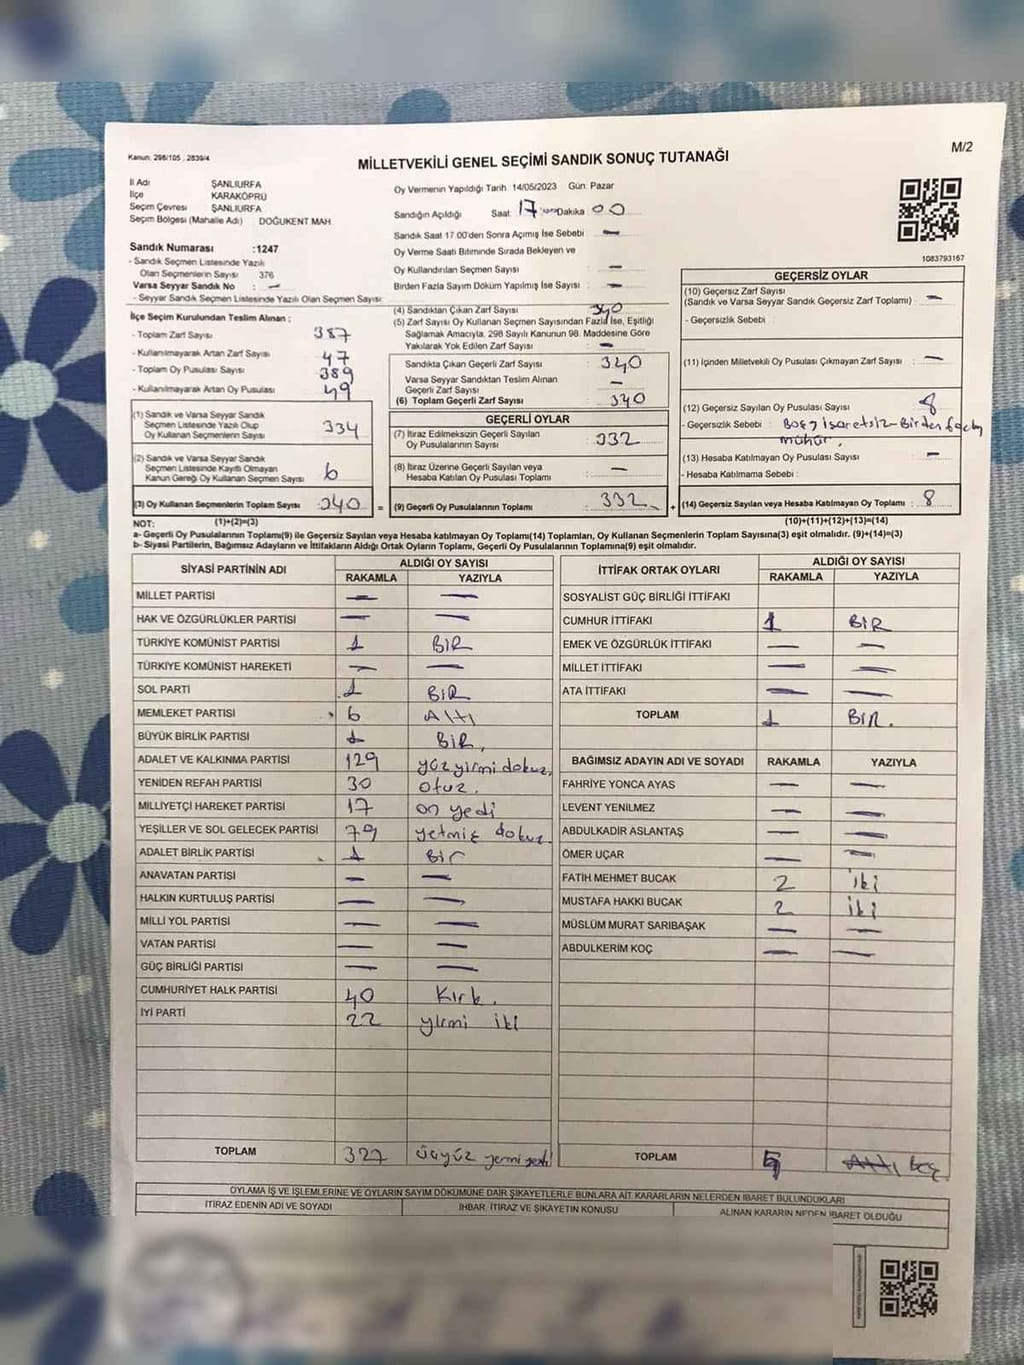 Kanun: 298/105 , 2839/4
M/2
MİLLETVEKİLİ GENEL SEÇİMİ SANDIK SONUÇ TUTANAĞI
İl Adı ŞANLIURFA
İlçe KARAKÖPRÜ
Seçim Çevresi ŞANLIURFA
Seçim Bölgesi (Mahalle Adı) DOĞUKENT MAH.
Sandık Numarası :1247
- Sandık Seçmen Listesinde Yazılı
Olan Seçmenlerin Sayısı 376
Varsa Seyyar Sandık No : —
- Seyyar Sandık Seçmen Listesinde Yazılı Olan Seçmen Sayısı:
Oy Vermenin Yapıldığı Tarih 14/05/2023 Gün: Pazar
Sandığın Açıldığı Saat: 17 Dakika 00
Sandık Saat 17.00'den Sonra Açımış İse Sebebi : —
Oy Verme Saati Bitiminde Sırada Bekleyen ve
Oy Kullandırılan Seçmen Sayısı : —
Birden Fazla Sayım Döküm Yapılmış İse Sayısı : —
1083793167
İlçe Seçim Kurulundan Teslim Alınan ;
- Toplam Zarf Sayısı : 387
- Kullanılmayarak Artan Zarf Sayısı : 47
- Toplam Oy Pusulası Sayısı : 389
- Kullanılmayarak Artan Oy Pusulası : 49
(1) Sandık ve Varsa Seyyar Sandık
Seçmen Listesinde Yazılı Olup
Oy Kullanan Seçmenlerin Sayısı : 334
(2) Sandık ve Varsa Seyyar Sandık
Seçmen Listesinde Kayıtlı Olmayan
Kanun Gereği Oy Kullanan Seçmen Sayısı : 6
(3) Oy Kullanan Seçmenlerin Toplam Sayısı : 340 =
(4) Sandıktan Çıkan Zarf Sayısı : 340
(5) Zarf Sayısı Oy Kullanan Seçmen Sayısından Fazla İse, Eşitliği
Sağlamak Amacıyla, 298 Sayılı Kanunun 98. Maddesine Göre
Yakılarak Yok Edilen Zarf Sayısı : —
Sandıkta Çıkan Geçerli Zarf Sayısı : 340
Varsa Seyyar Sandıktan Teslim Alınan
Geçerli Zarf Sayısı : —
(6) Toplam Geçerli Zarf Sayısı : 340
GEÇERLİ OYLAR
(7) İtiraz Edilmeksizin Geçerli Sayılan
Oy Pusulalarının Sayısı : 332
(8) İtiraz Üzerine Geçerli Sayılan veya
Hesaba Katılan Oy Pusulası Toplamı : —
(9) Geçerli Oy Pusulalarının Toplamı : 332 +
GEÇERSİZ OYLAR
(10) Geçersiz Zarf Sayısı
(Sandık ve Varsa Seyyar Sandık Geçersiz Zarf Toplamı) : —
- Geçersizlik Sebebi :
(11) İçinden Milletvekili Oy Pusulası Çıkmayan Zarf Sayısı : —
(12) Geçersiz Sayılan Oy Pusulası Sayısı : 8
- Geçersizlik Sebebi : Boş, işaretsiz-Birden fazla
mühür.
(13) Hesaba Katılmayan Oy Pusulası Sayısı : —
- Hesaba Katılmama Sebebi :
(14) Geçersiz Sayılan veya Hesaba Katılmayan Oy Toplamı : 8
NOT: (1)+(2)=(3) (10)+(11)+(12)+(13)=(14)
a- Geçerli Oy Pusulalarının Toplamı(9) ile Geçersiz Sayılan veya Hesaba katılmayan Oy Toplamı(14) Toplamları, Oy Kullanan Seçmenlerin Toplam Sayısına(3) eşit olmalıdır. (9)+(14)=(3)
b- Siyasi Partilerin, Bağımsız Adayların ve İttifakların Aldığı Ortak Oyların Toplamı, Geçerli Oy Pusulalarının Toplamına(9) eşit olmalıdır.
SİYASİ PARTİNİN ADI ALDIĞI OY SAYISI
RAKAMLA YAZIYLA
MİLLET PARTİSİ — —
HAK VE ÖZGÜRLÜKLER PARTİSİ — —
TÜRKİYE KOMÜNİST PARTİSİ 1 BİR
TÜRKİYE KOMÜNİST HAREKETİ — —
SOL PARTİ 1 BİR
MEMLEKET PARTİSİ 6 Altı
BÜYÜK BİRLİK PARTİSİ 1 BİR,
ADALET VE KALKINMA PARTİSİ 129 yüzyirmi dokuz,
YENİDEN REFAH PARTİSİ 30 otuz.
MİLLİYETÇİ HAREKET PARTİSİ 17 on yedi
YEŞİLLER VE SOL GELECEK PARTİSİ 79 yetmiş dokuz.
ADALET BİRLİK PARTİSİ 1 Bir
ANAVATAN PARTİSİ — —
HALKIN KURTULUŞ PARTİSİ — —
MİLLİ YOL PARTİSİ — —
VATAN PARTİSİ — —
GÜÇ BİRLİĞİ PARTİSİ — —
CUMHURİYET HALK PARTİSİ 40 Kırk.
İYİ PARTİ 22 yirmi iki
TOPLAM 327 üçyüz yirmi yedi
İTTİFAK ORTAK OYLARI ALDIĞI OY SAYISI
RAKAMLA YAZIYLA
SOSYALİST GÜÇ BİRLİĞİ İTTİFAKI
CUMHUR İTTİFAKI 1 BİR
EMEK VE ÖZGÜRLÜK İTTİFAKI — —
MİLLET İTTİFAKI — —
ATA İTTİFAKI — —
TOPLAM 1 BİR.
BAĞIMSIZ ADAYIN ADI VE SOYADI RAKAMLA YAZIYLA
FAHRİYE YONCA AYAS — —
LEVENT YENİLMEZ — —
ABDULKADİR ASLANTAŞ — —
ÖMER UÇAR — —
FATİH MEHMET BUCAK 2 iki
MUSTAFA HAKKI BUCAK 2 iki
MÜSLÜM MURAT SARIBAŞAK — —
ABDULKERİM KOÇ — —
TOPLAM 5 Altı beş
OYLAMA İŞ VE İŞLEMLERİNE VE OYLARIN SAYIM DÖKÜMÜNE DAİR ŞİKAYETLERLE BUNLARA AİT KARARLARIN NELERDEN İBARET BULUNDUKLARI
İTİRAZ EDENİN ADI VE SOYADI İHBAR, İTİRAZ VE ŞİKAYETİN KONUSU ALINAN KARARIN NEDEN İBARET OLDUĞU